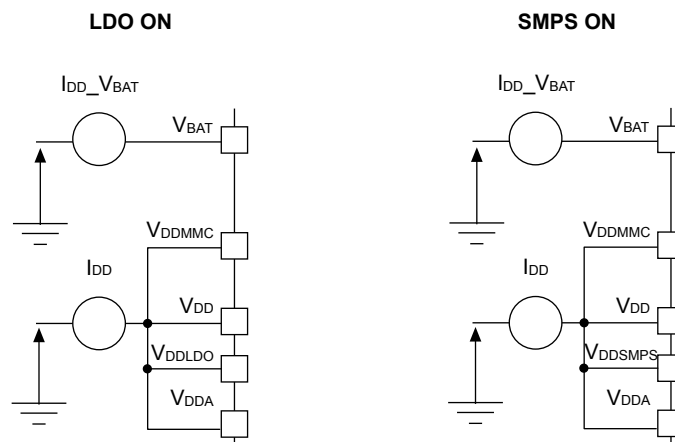 LDO ON
IDD_VBAT
VBAT
VDDMMC
IDD
VDD
VDDLDO
VDDA
SMPS ON
IDD_VBAT
VBAT
VDDMMC
IDD
VDD
VDDSMPS
VDDA